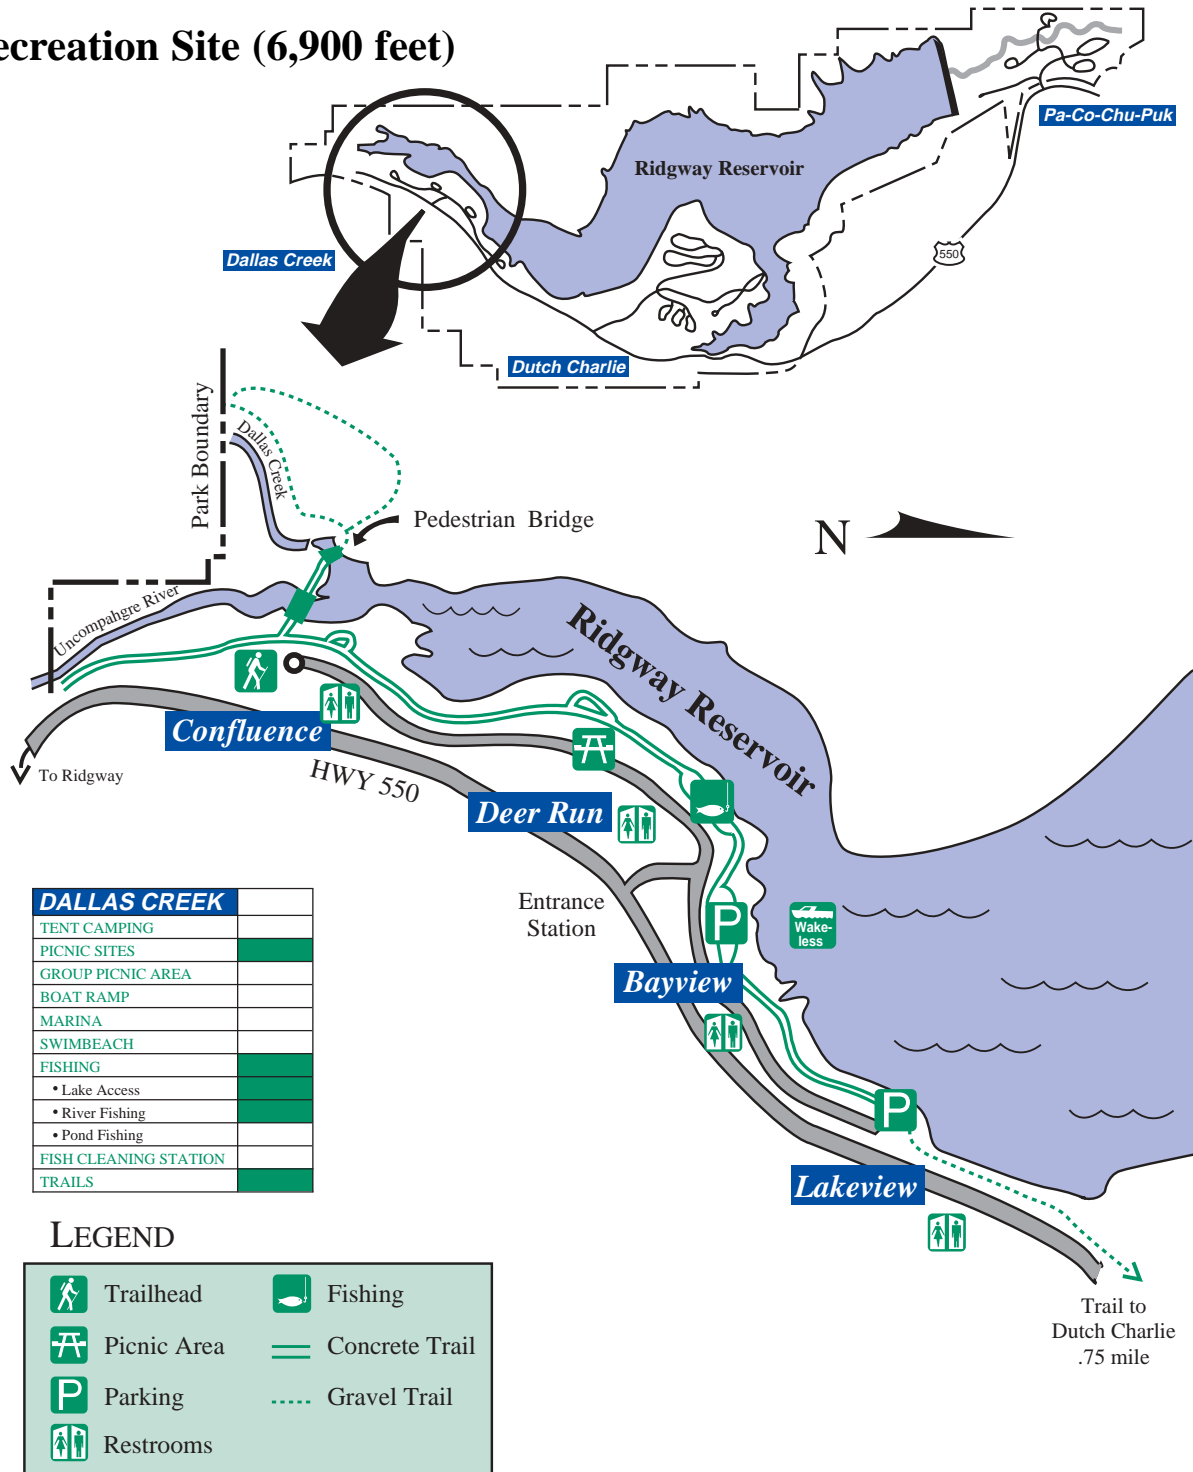 ecreation Site (6,900 feet)
Pa-Co-Chu-Puk
Ridgway Reservoir
550
Dallas Creek
Dutch Charlie
Park Boundary
Dallas
Creek
Pedestrian Bridge
N
Uncompahgre River
Ridgway Reservoir
Confluence
To Ridgway
HWY 550
Deer Run
Entrance
Station
P
Wake-
less
Bayview
P
Lakeview
Trail to
Dutch Charlie
.75 mile
DALLAS CREEK
TENT CAMPING
PICNIC SITES
GROUP PICNIC AREA
BOAT RAMP
MARINA
SWIMBEACH
FISHING
• Lake Access
• River Fishing
• Pond Fishing
FISH CLEANING STATION
TRAILS
LEGEND
Trailhead
Fishing
Picnic Area
Concrete Trail
P Parking
Gravel Trail
Restrooms